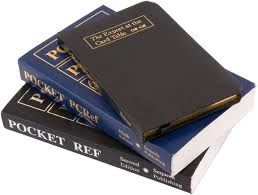 The Expert at the
Card Table
POCKET PCRef
POCKET REF
Second
Edition
Sequoia
Publishing